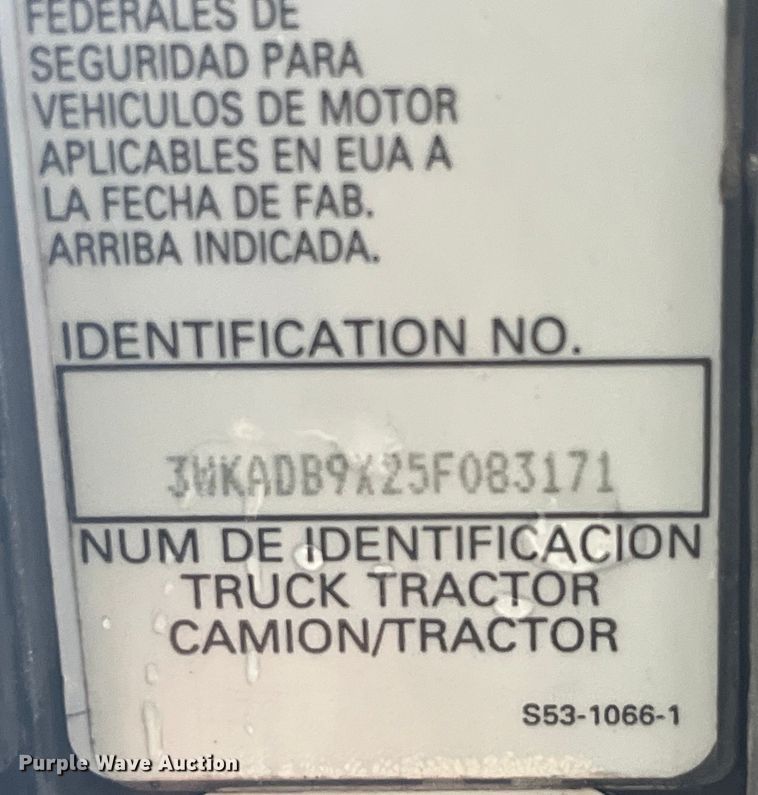 FEDERALES DE
SEGURIDAD PARA
VEHICULOS DE MOTOR
APLICABLES EN EUA A
LA FECHA DE FAB.
ARRIBA INDICADA.
IDENTIFICATION NO.
3WKADB9X25F083171
NUM DE IDENTIFICACION
TRUCK TRACTOR
CAMION/TRACTOR
S53-1066-1
Purple Wave Auction